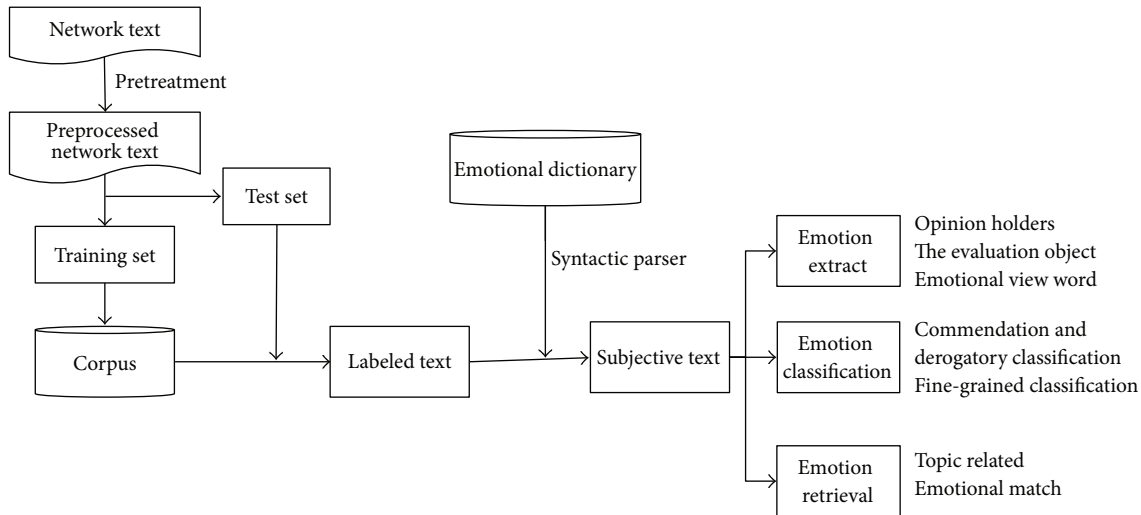 Network text
Pretreatment
Preprocessed
network text
Test set
Training set
Corpus
Labeled text
Emotional dictionary
Syntactic parser
Subjective text
Emotion
extract
Opinion holders
The evaluation object
Emotional view word
Emotion
classification
Commendation and
derogatory classification
Fine-grained classification
Emotion
retrieval
Topic related
Emotional match